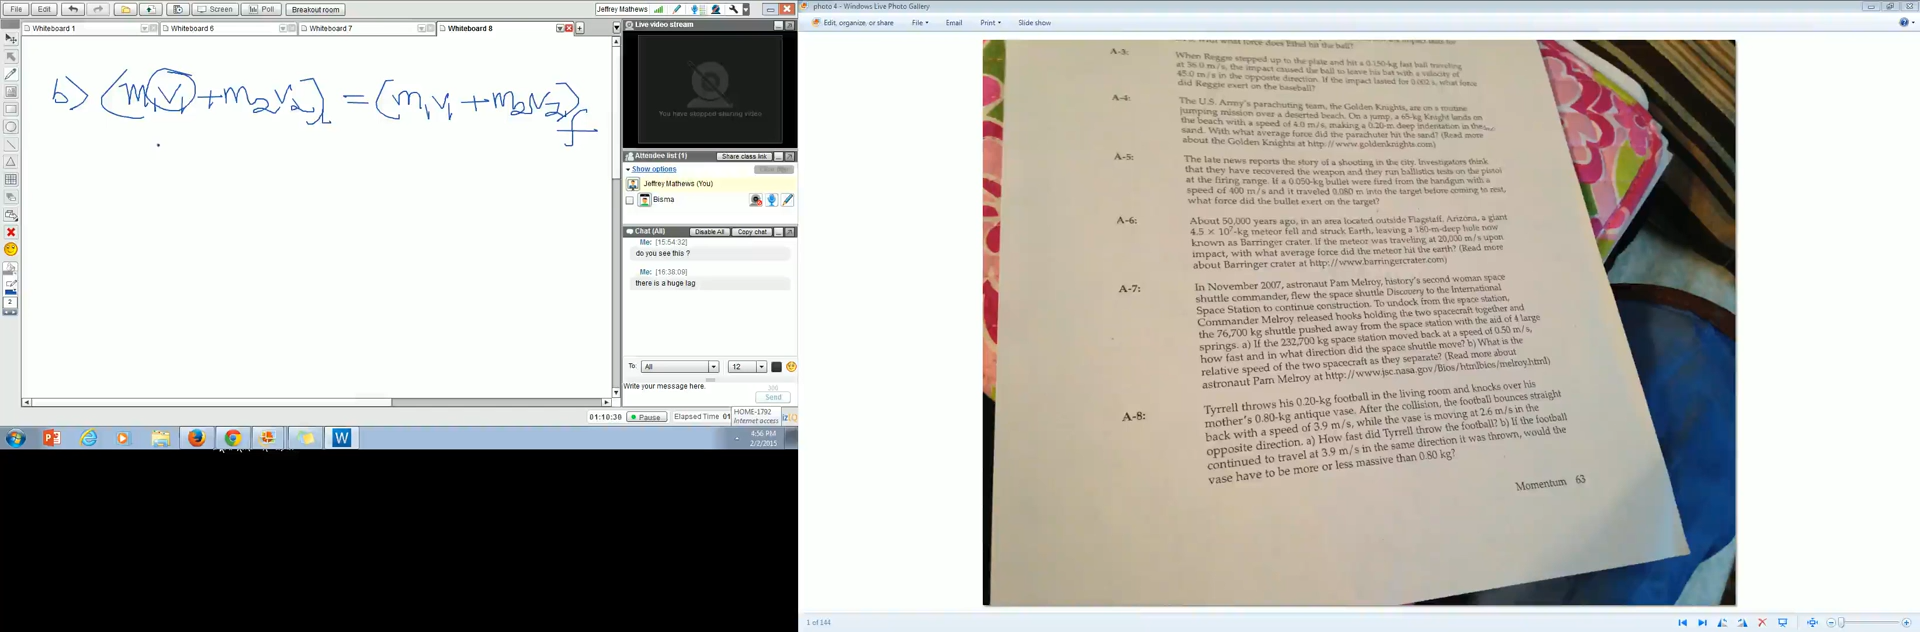 File Edit Screen Poll Breakout room Jeffrey Mathews
Whiteboard 1 Whiteboard 6 Whiteboard 7 Whiteboard 8
b) (m1v1 + m2v2)i = (m1v1 + m2v2)f
2
Live video stream
You have stopped sharing video
Attendee list (1) Share class link
Show options
Jeffrey Mathews (You)
Bisma
Chat (All) Disable All Copy chat
Me: [15:54:32]
do you see this ?
Me: [16:38:09]
there is a huge lag
To: All 12
Write your message here.
200
Send
01:10:30 Pause Elapsed Time
HOME-1792
Internet access
4:56 PM
2/2/2015
photo 4 - Windows Live Photo Gallery
Edit, organize, or share File Email Print Slide show
A-3: When Reggie stepped up to the plate and hit a 0.150-kg fast ball traveling
at 36.0 m/s, the impact caused the ball to leave his bat with a velocity of
45.0 m/s in the opposite direction. If the impact lasted for 0.002 s, what force
did Reggie exert on the baseball?
A-4: The U.S. Army's parachuting team, the Golden Knights, are on a routine
jumping mission over a deserted beach. On a jump, a 65-kg Knight lands on
the beach with a speed of 4.0 m/s, making a 0.20-m deep indentation in the
sand. With what average force did the parachuter hit the sand? (Read more
about the Golden Knights at http://www.goldenknights.com)
A-5: The late news reports the story of a shooting in the city. Investigators think
that they have recovered the weapon and they run ballistics tests on the pistol
at the firing range. If a 0.050-kg bullet were fired from the handgun with a
speed of 400 m/s and it traveled 0.080 m into the target before coming to rest,
what force did the bullet exert on the target?
A-6: About 50,000 years ago, in an area located outside Flagstaff, Arizona, a giant
4.5 × 10⁷-kg meteor fell and struck Earth, leaving a 180-m-deep hole now
known as Barringer crater. If the meteor was traveling at 20,000 m/s upon
impact, with what average force did the meteor hit the earth? (Read more
about Barringer crater at http://www.barringercrater.com)
A-7: In November 2007, astronaut Pam Melroy, history's second woman space
shuttle commander, flew the space shuttle Discovery to the International
Space Station to continue construction. To undock from the space station,
Commander Melroy released hooks holding the two spacecraft together and
the 76,700 kg shuttle pushed away from the space station with the aid of 4 large
springs. a) If the 232,700 kg space station moved back at a speed of 0.50 m/s,
how fast and in what direction did the space shuttle move? b) What is the
relative speed of the two spacecraft as they separate? (Read more about
astronaut Pam Melroy at http://www.jsc.nasa.gov/Bios/htmlbios/melroy.html)
A-8: Tyrrell throws his 0.20-kg football in the living room and knocks over his
mother's 0.80-kg antique vase. After the collision, the football bounces straight
back with a speed of 3.9 m/s, while the vase is moving at 2.6 m/s in the
opposite direction. a) How fast did Tyrrell throw the football? b) If the football
continued to travel at 3.9 m/s in the same direction it was thrown, would the
vase have to be more or less massive than 0.80 kg?
Momentum 63
1 of 144